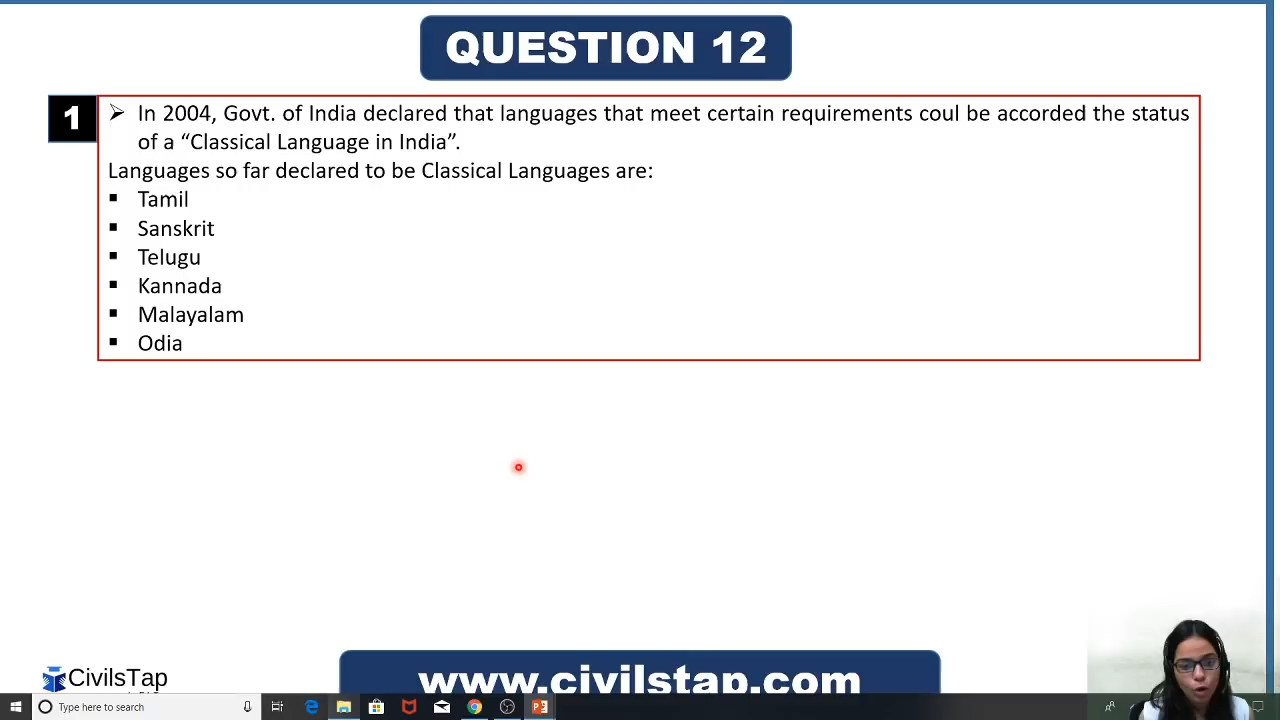 QUESTION 12
1
➢ In 2004, Govt. of India declared that languages that meet certain requirements coul be accorded the status
of a “Classical Language in India”.
Languages so far declared to be Classical Languages are:
▪ Tamil
▪ Sanskrit
▪ Telugu
▪ Kannada
▪ Malayalam
▪ Odia
CivilsTap
www.civilstap.com
Type here to search